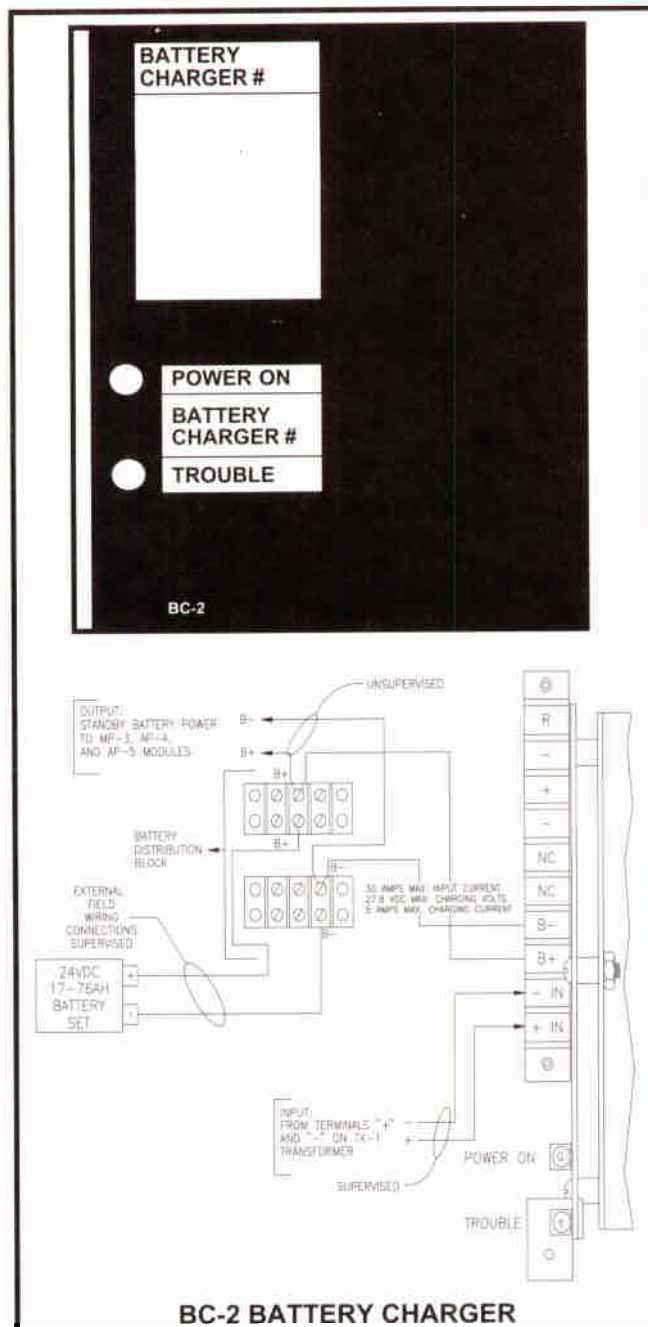 BATTERY
CHARGER #
POWER ON
BATTERY
CHARGER #
TROUBLE
BC-2
UNSUPERVISED
OUTPUT:
STANDBY BATTERY POWER
TO MP-3, AP-4,
AND AP-5 MODULES
B-
B+
B+
B+
BATTERY
DISTRIBUTION
BLOCK
B-
B-
EXTERNAL
FIELD
WIRING
CONNECTIONS
SUPERVISED
24VDC
17-76AH
BATTERY
SET
+
-
AMPS MAX. INPUT CURRENT
27.8 VDC MAX. CHARGING VOLTS
AMPS MAX. CHARGING CURRENT
R
-
+
-
NC
NC
B-
B+
- IN
+ IN
INPUT:
FROM TERMINALS "+"
AND "-" ON TX-1
TRANSFORMER
-
+
SUPERVISED
POWER ON
TROUBLE
BC-2 BATTERY CHARGER